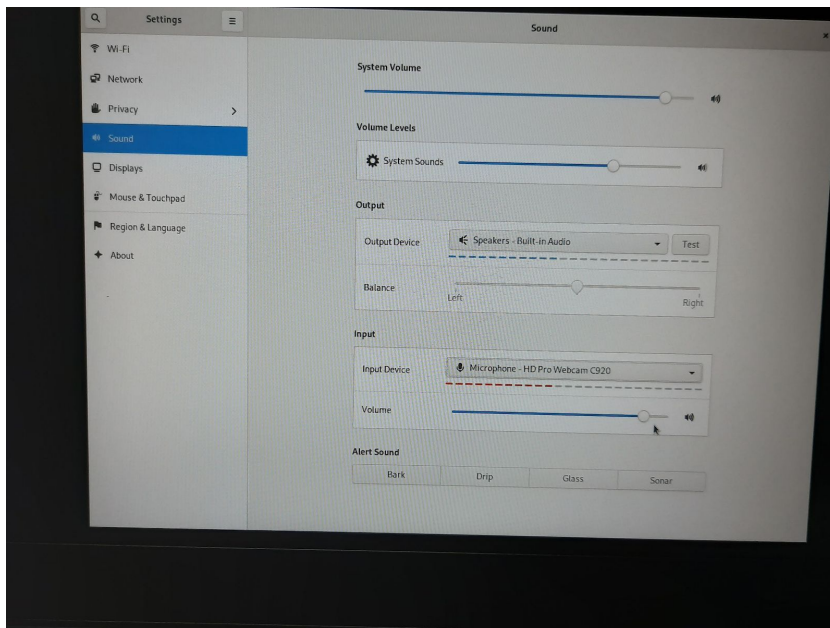 Settings
Sound
Wi-Fi
Network
Privacy
Sound
Displays
Mouse & Touchpad
Region & Language
About
System Volume
Volume Levels
System Sounds
Output
Output Device
Speakers - Built-in Audio
Test
Balance
Left
Right
Input
Input Device
Microphone - HD Pro Webcam C920
Volume
Alert Sound
Bark
Drip
Glass
Sonar